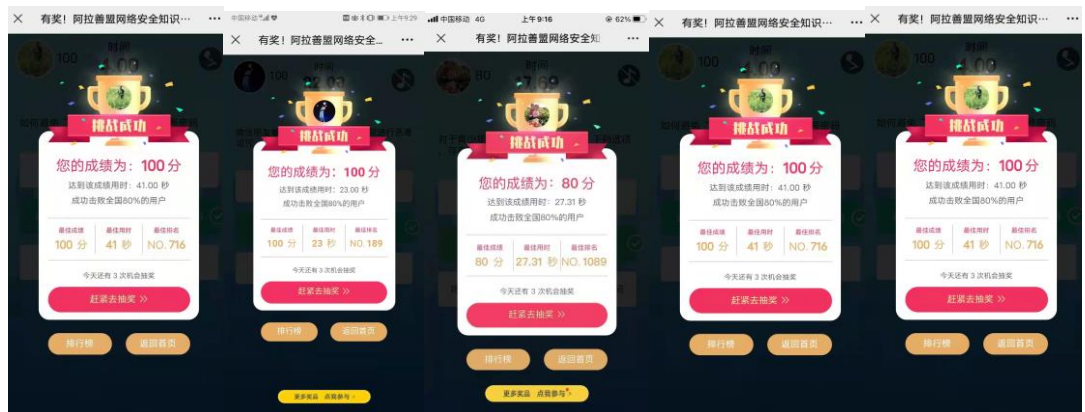 有奖！阿拉善盟网络安全知识…
100
时间
挑战成功
您的成绩为：100 分
达到该成绩用时：41.00 秒
成功击败全国80%的用户
最佳成绩 最佳用时 最佳排名
100 分 41 秒 NO. 716
今天还有 3 次机会抽奖
赶紧去抽奖
排行榜 返回首页
中国移动 上午9:29
有奖！阿拉善盟网络安全...
100
时间
挑战成功
您的成绩为：100 分
达到该成绩用时：23.00 秒
成功击败全国80%的用户
最佳成绩 最佳用时 最佳排名
100 分 23 秒 NO. 189
今天还有 3 次机会抽奖
赶紧去抽奖
排行榜 返回首页
更多奖品 点我参与
中国移动 4G 上午9:16 62%
有奖！阿拉善盟网络安全知
80
时间
挑战成功
您的成绩为：80 分
达到该成绩用时：27.31 秒
成功击败全国80%的用户
最佳成绩 最佳用时 最佳排名
80 分 27.31 秒 NO. 1089
今天还有 3 次机会抽奖
赶紧去抽奖
排行榜 返回首页
更多奖品 点我参与
有奖！阿拉善盟网络安全知识…
100
时间
挑战成功
您的成绩为：100 分
达到该成绩用时：41.00 秒
成功击败全国80%的用户
最佳成绩 最佳用时 最佳排名
100 分 41 秒 NO. 716
今天还有 3 次机会抽奖
赶紧去抽奖
排行榜 返回首页
有奖！阿拉善盟网络安全知识…
100
时间
挑战成功
您的成绩为：100 分
达到该成绩用时：41.00 秒
成功击败全国80%的用户
最佳成绩 最佳用时 最佳排名
100 分 41 秒 NO. 716
今天还有 3 次机会抽奖
赶紧去抽奖
排行榜 返回首页